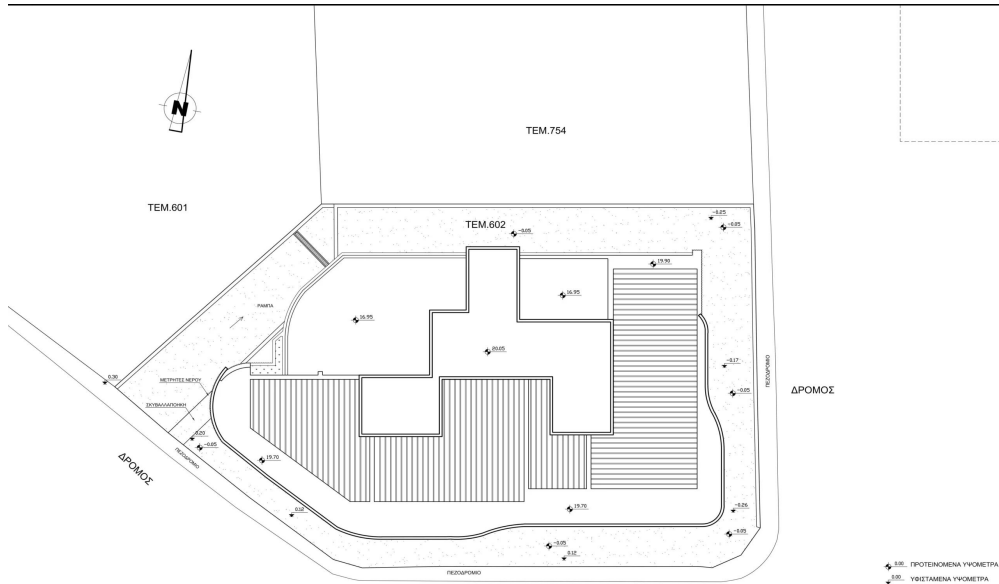 N
ΤΕΜ.754
ΤΕΜ.601
ΤΕΜ.602
-0.05
-0.25
-0.05
19.90
16.95
ΡΑΜΠΑ
16.95
20.05
-0.17
ΠΕΖΟΔΡΟΜΙΟ
0.30
ΜΕΤΡΗΤΕΣ ΝΕΡΟΥ
-0.05
ΔΡΟΜΟΣ
ΣΚΥΒΑΛΛΑΠΟΘΗΚΗ
0.20
-0.05
ΠΕΖΟΔΡΟΜΙΟ
ΔΡΟΜΟΣ
19.70
0.12
19.70
-0.26
-0.05
-0.05
0.12
ΠΕΖΟΔΡΟΜΙΟ
0.00 ΠΡΟΤΕΙΝΟΜΕΝΑ ΥΨΟΜΕΤΡΑ
0.00 ΥΦΙΣΤΑΜΕΝΑ ΥΨΟΜΕΤΡΑ